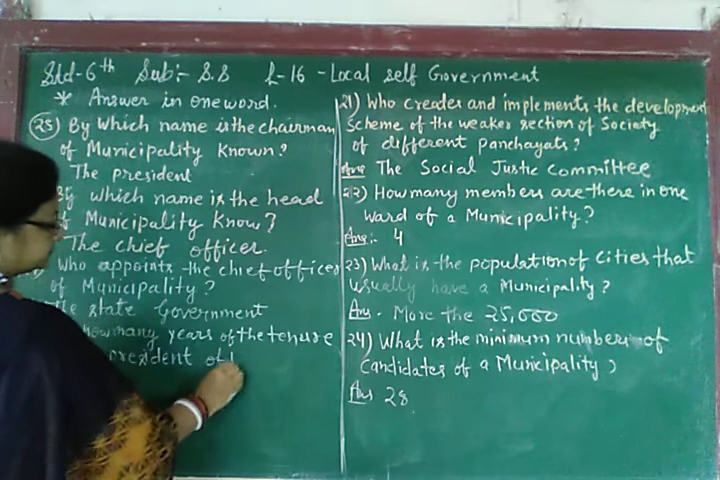 Std-6th Sub:- S.S L-16 - Local self Government
* Answer in one word.
25) By which name is the chairman
of Municipality known?
The president
By which name is the head
of Municipality know?
The chief officer.
Who appoints the chief officer
of Municipality?
The state Government
How many years of the tenure
president of
21) Who creates and implements the development
scheme of the weaker section of Society
of different panchayats?
Ans The Social Justic committee
22) How many members are there in one
ward of a Municipality?
Ans:- 4
23) What is the population of cities that
usually have a Municipality?
Ans. More the 25,000
24) What is the minimum number of
candidates of a Municipality?
Ans 28